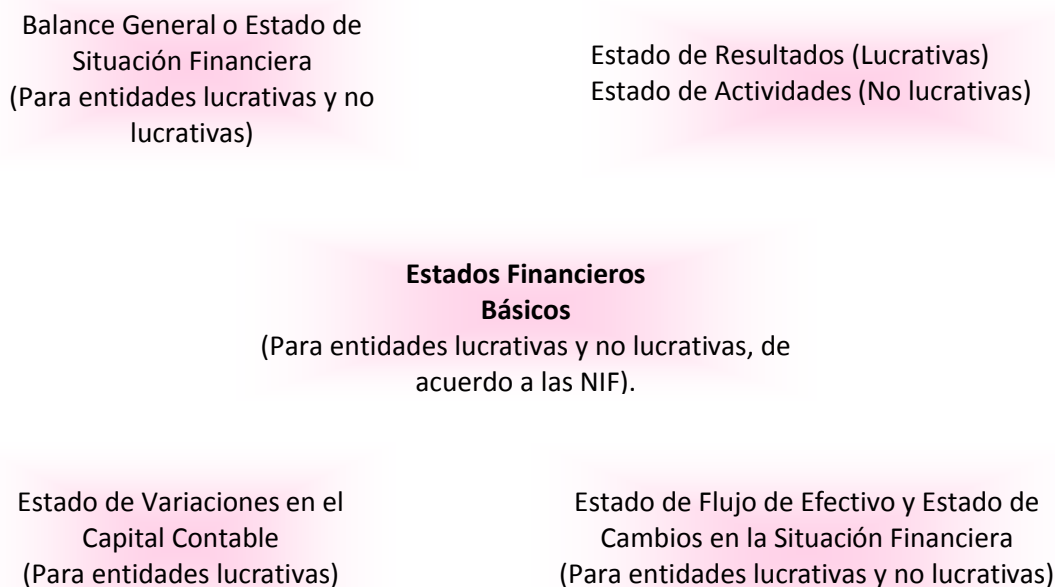 Balance General o Estado de
Situación Financiera
(Para entidades lucrativas y no
lucrativas)
Estado de Resultados (Lucrativas)
Estado de Actividades (No lucrativas)
Estados Financieros
Básicos
(Para entidades lucrativas y no lucrativas, de
acuerdo a las NIF).
Estado de Variaciones en el
Capital Contable
(Para entidades lucrativas)
Estado de Flujo de Efectivo y Estado de
Cambios en la Situación Financiera
(Para entidades lucrativas y no lucrativas)